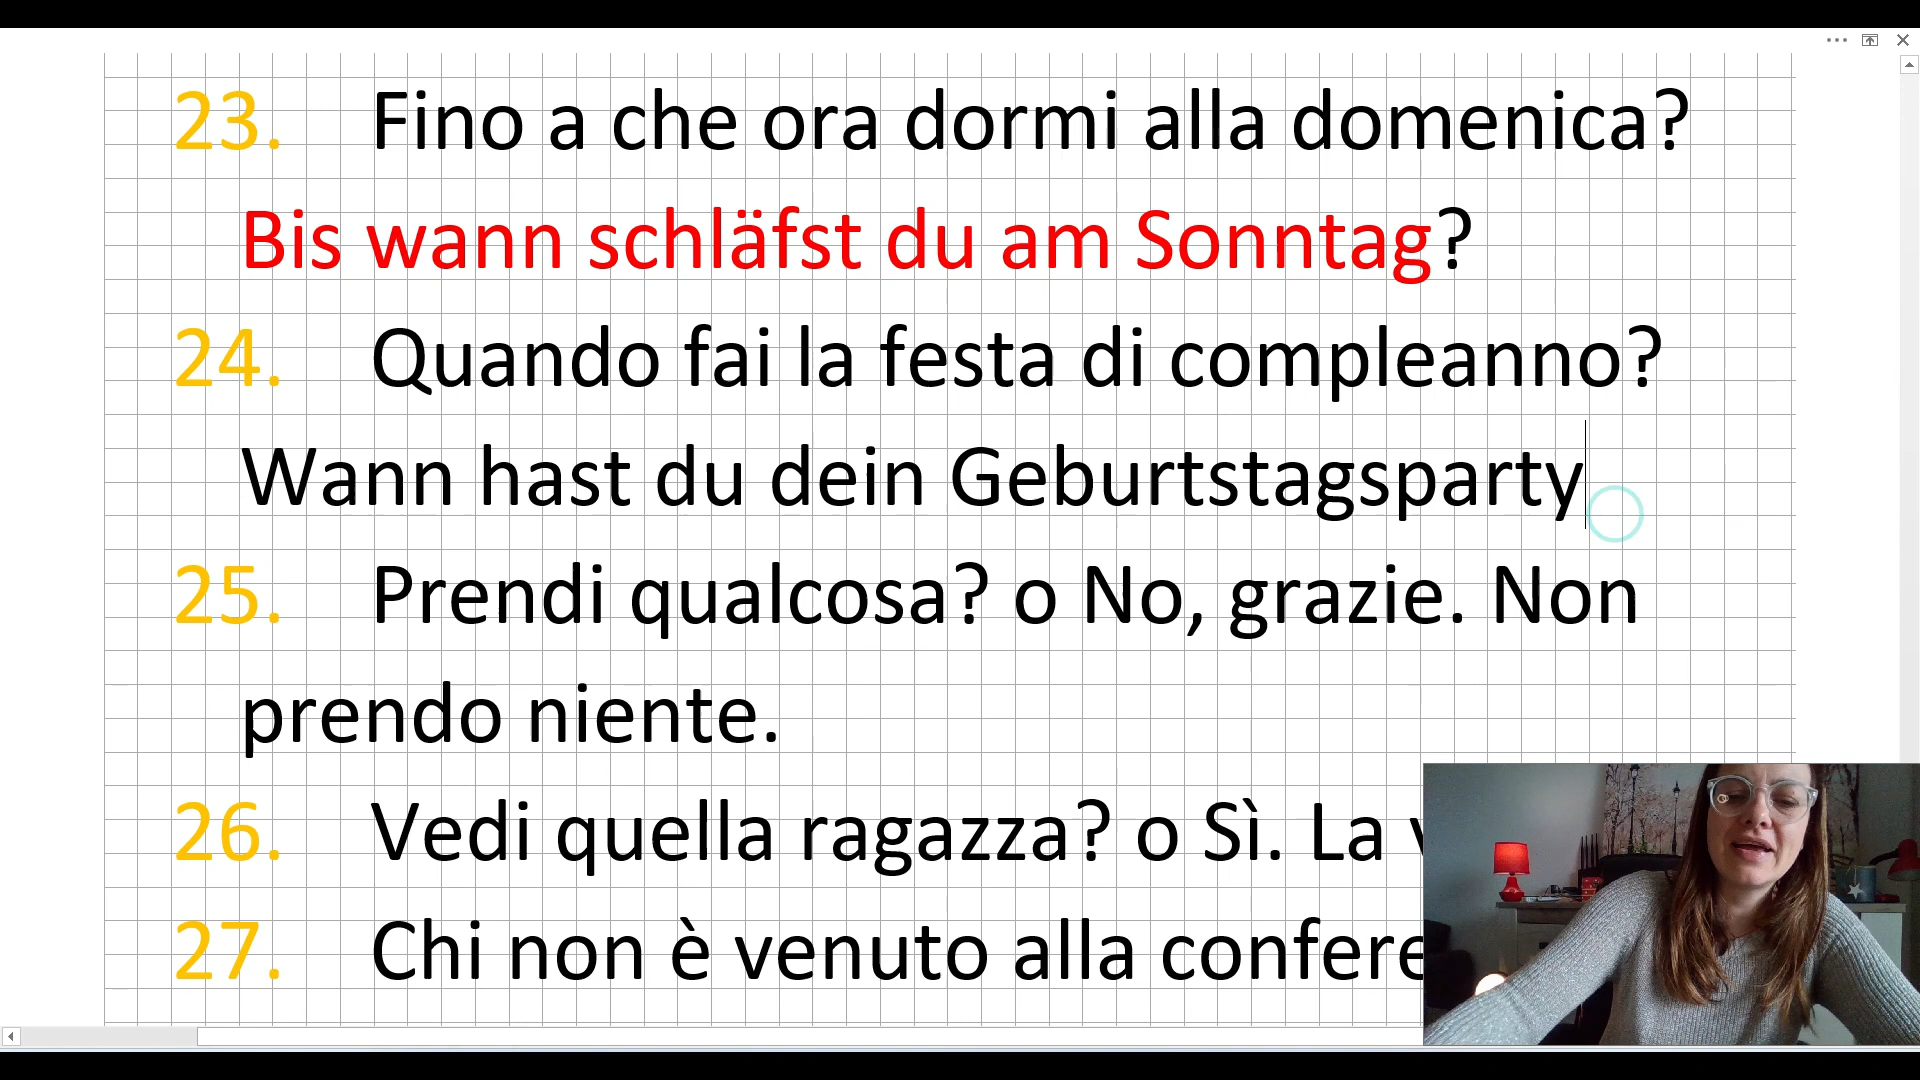 23. Fino a che ora dormi alla domenica?
Bis wann schläfst du am Sonntag?
24. Quando fai la festa di compleanno?
Wann hast du dein Geburtstagsparty
25. Prendi qualcosa? o No, grazie. Non
prendo niente.
26. Vedi quella ragazza? o Sì. La
27. Chi non è venuto alla